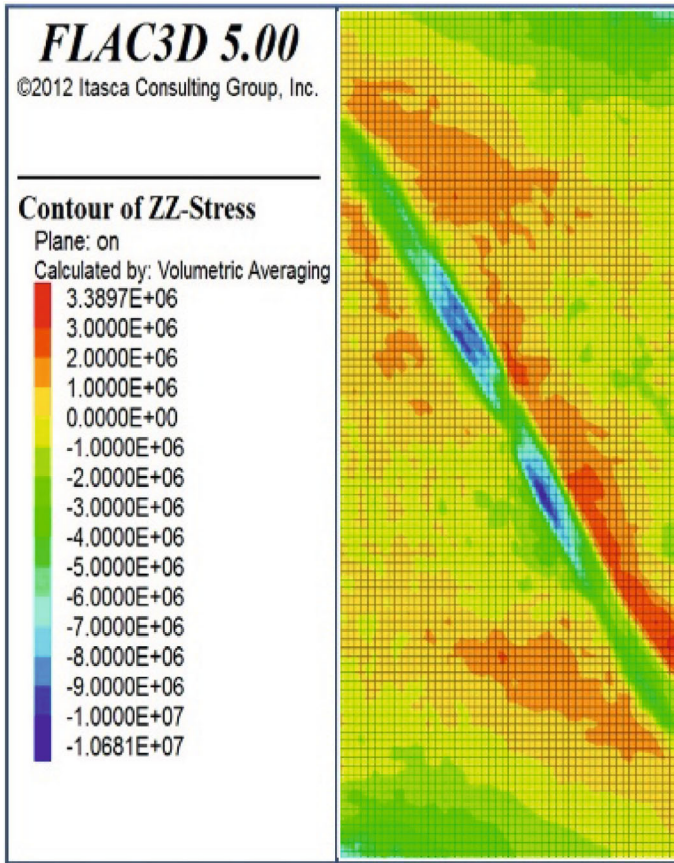 FLAC3D 5.00
©2012 Itasca Consulting Group, Inc.
Contour of ZZ-Stress
Plane: on
Calculated by: Volumetric Averaging
3.3897E+06
3.0000E+06
2.0000E+06
1.0000E+06
0.0000E+00
-1.0000E+06
-2.0000E+06
-3.0000E+06
-4.0000E+06
-5.0000E+06
-6.0000E+06
-7.0000E+06
-8.0000E+06
-9.0000E+06
-1.0000E+07
-1.0681E+07